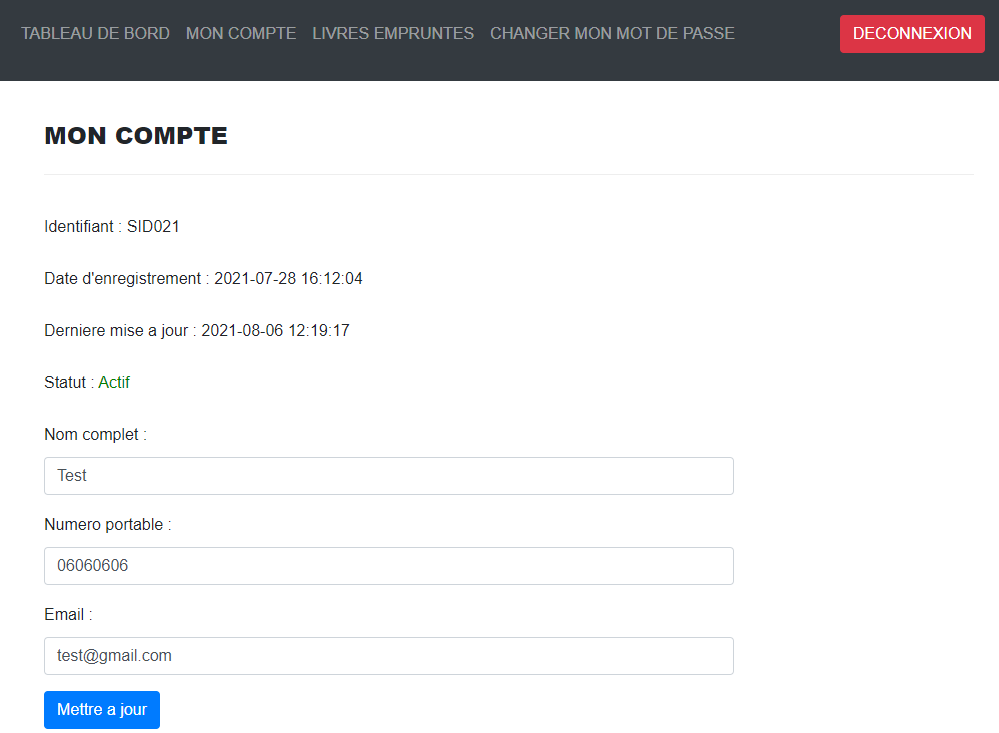 TABLEAU DE BORD MON COMPTE LIVRES EMPRUNTES CHANGER MON MOT DE PASSE DECONNEXION
MON COMPTE
Identifiant : SID021
Date d'enregistrement : 2021-07-28 16:12:04
Derniere mise a jour : 2021-08-06 12:19:17
Statut : Actif
Nom complet :
Test
Numero portable :
06060606
Email :
test@gmail.com
Mettre a jour